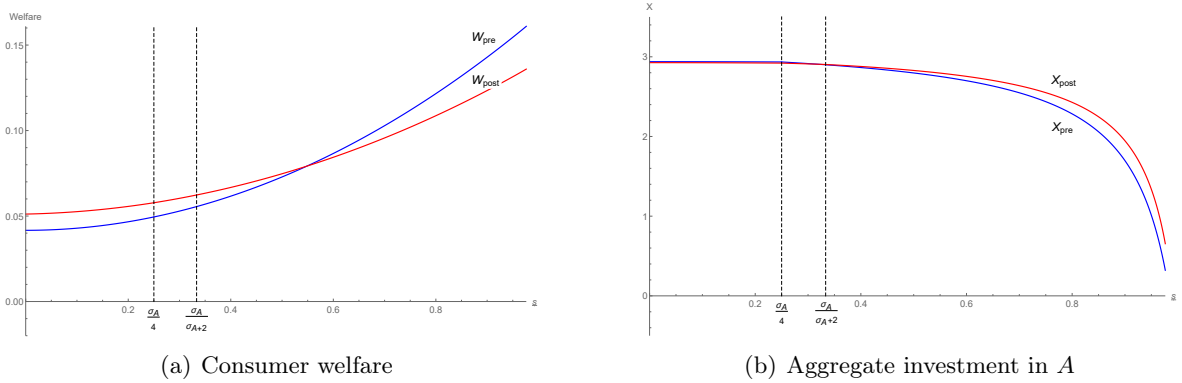 Welfare
0.15
0.10
0.05
0.00
W_pre
W_post
0.2
0.4
0.6
0.8
σ_A
4
σ_A
σ_A+2
(a) Consumer welfare
X
3
2
1
0
X_post
X_pre
0.2
0.4
0.6
0.8
σ_A
4
σ_A
σ_A+2
(b) Aggregate investment in A